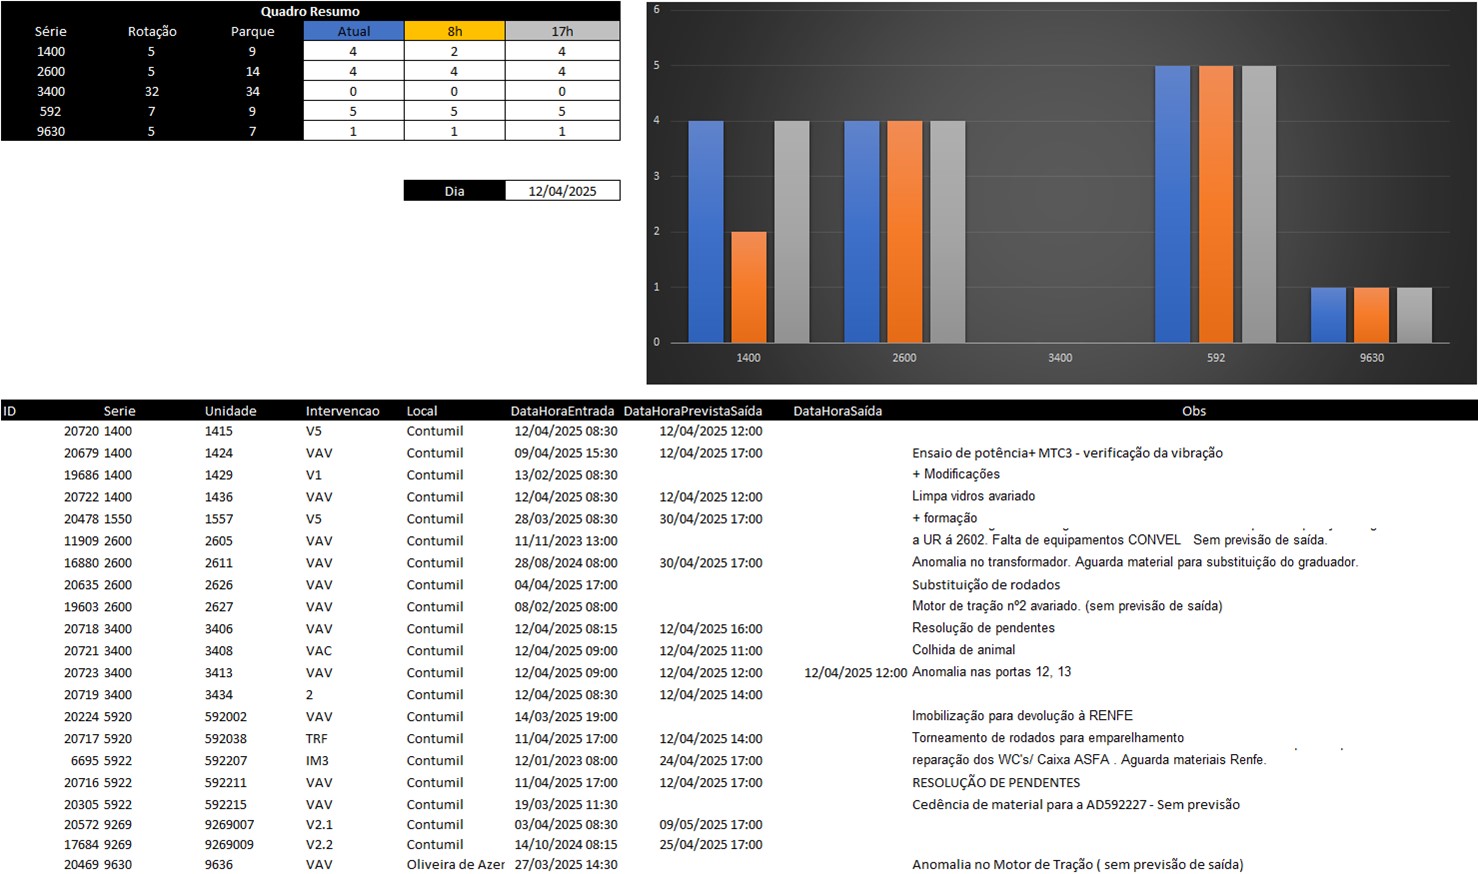 Quadro Resumo
Série Rotação Parque Atual 8h 17h
1400 5 9 4 2 4
2600 5 14 4 4 4
3400 32 34 0 0 0
592 7 9 5 5 5
9630 5 7 1 1 1
Dia 12/04/2025
6
5
4
3
2
1
0
1400 2600 3400 592 9630
ID Serie Unidade Intervencao Local DataHoraEntrada DataHoraPrevistaSaída DataHoraSaída Obs
20720 1400 1415 V5 Contumil 12/04/2025 08:30 12/04/2025 12:00
20679 1400 1424 VAV Contumil 09/04/2025 15:30 12/04/2025 17:00 Ensaio de potência+ MTC3 - verificação da vibração
19686 1400 1429 V1 Contumil 13/02/2025 08:30 + Modificações
20722 1400 1436 VAV Contumil 12/04/2025 08:30 12/04/2025 12:00 Limpa vidros avariado
20478 1550 1557 V5 Contumil 28/03/2025 08:30 30/04/2025 17:00 + formação
11909 2600 2605 VAV Contumil 11/11/2023 13:00 a UR á 2602. Falta de equipamentos CONVEL Sem previsão de saída.
16880 2600 2611 VAV Contumil 28/08/2024 08:00 30/04/2025 17:00 Anomalia no transformador. Aguarda material para substituição do graduador.
20635 2600 2626 VAV Contumil 04/04/2025 17:00 Substituição de rodados
19603 2600 2627 VAV Contumil 08/02/2025 08:00 Motor de tração nº2 avariado. (sem previsão de saída)
20718 3400 3406 VAV Contumil 12/04/2025 08:15 12/04/2025 16:00 Resolução de pendentes
20721 3400 3408 VAC Contumil 12/04/2025 09:00 12/04/2025 11:00 Colhida de animal
20723 3400 3413 VAV Contumil 12/04/2025 09:00 12/04/2025 12:00 12/04/2025 12:00 Anomalia nas portas 12, 13
20719 3400 3434 2 Contumil 12/04/2025 08:30 12/04/2025 14:00
20224 5920 592002 VAV Contumil 14/03/2025 19:00 Imobilização para devolução à RENFE
20717 5920 592038 TRF Contumil 11/04/2025 17:00 12/04/2025 14:00 Torneamento de rodados para emparelhamento
6695 5922 592207 IM3 Contumil 12/01/2023 08:00 24/04/2025 17:00 reparação dos WC's/ Caixa ASFA . Aguarda materiais Renfe.
20716 5922 592211 VAV Contumil 11/04/2025 17:00 12/04/2025 17:00 RESOLUÇÃO DE PENDENTES
20305 5922 592215 VAV Contumil 19/03/2025 11:30 Cedência de material para a AD592227 - Sem previsão
20572 9269 9269007 V2.1 Contumil 03/04/2025 08:30 09/05/2025 17:00
17684 9269 9269009 V2.2 Contumil 14/10/2024 08:15 25/04/2025 17:00
20469 9630 9636 VAV Oliveira de Azer 27/03/2025 14:30 Anomalia no Motor de Tração ( sem previsão de saída)